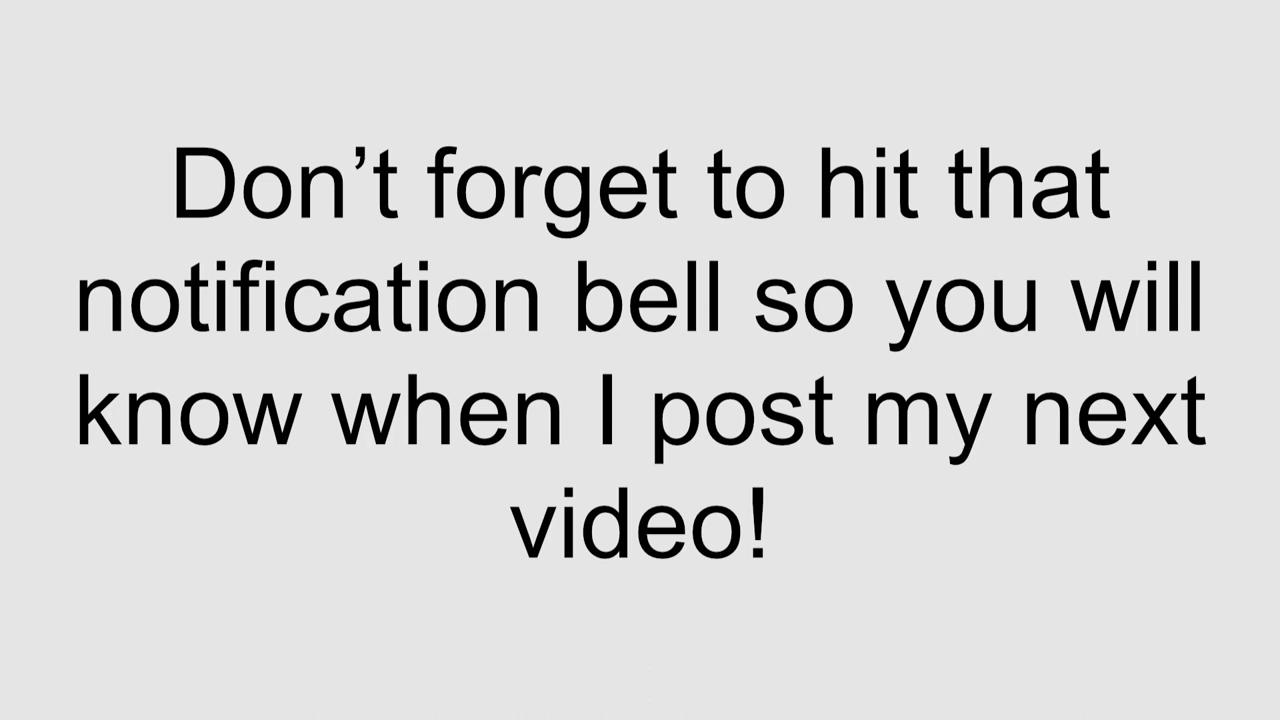 Don’t forget to hit that
notification bell so you will
know when I post my next
video!